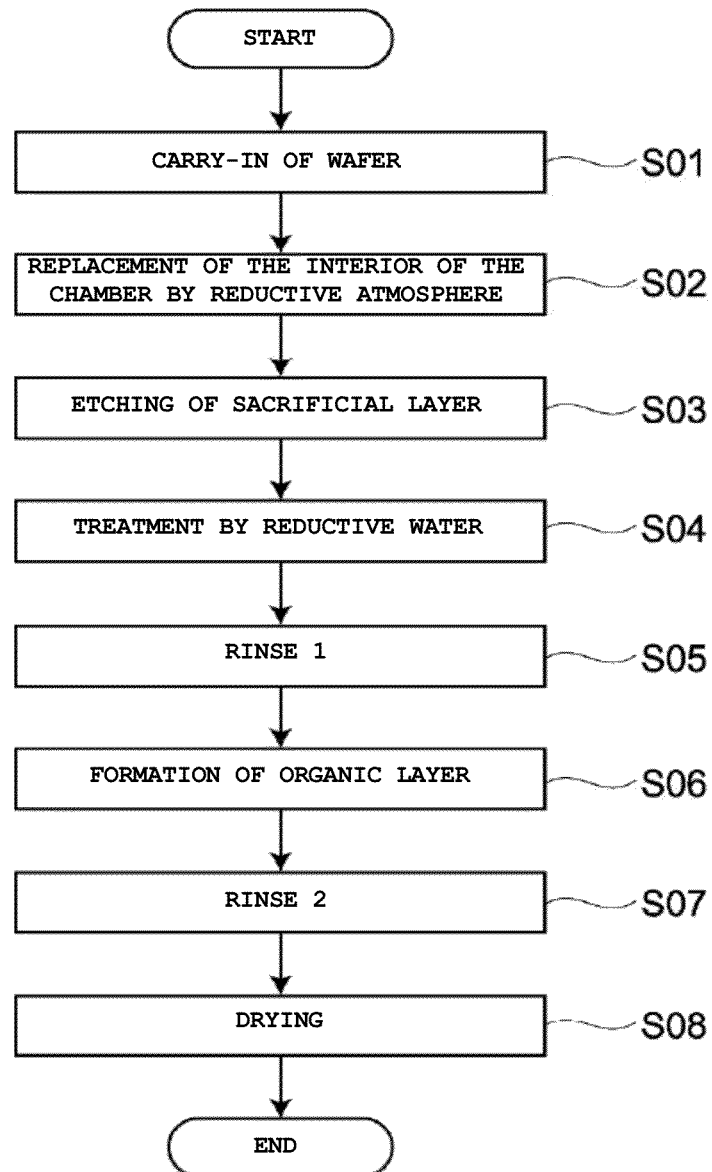 START
CARRY-IN OF WAFER
S01
REPLACEMENT OF THE INTERIOR OF THE
CHAMBER BY REDUCTIVE ATMOSPHERE
S02
ETCHING OF SACRIFICIAL LAYER
S03
TREATMENT BY REDUCTIVE WATER
S04
RINSE 1
S05
FORMATION OF ORGANIC LAYER
S06
RINSE 2
S07
DRYING
S08
END